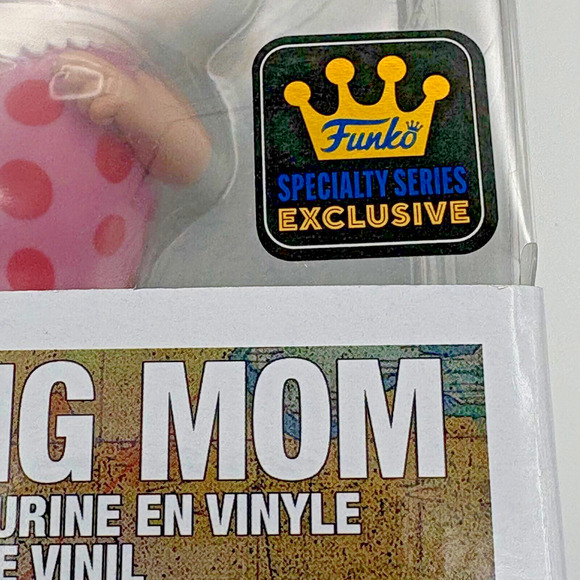 Funko
SPECIALTY SERIES
EXCLUSIVE
IG MOM
URINE EN VINYLE
E VINIL